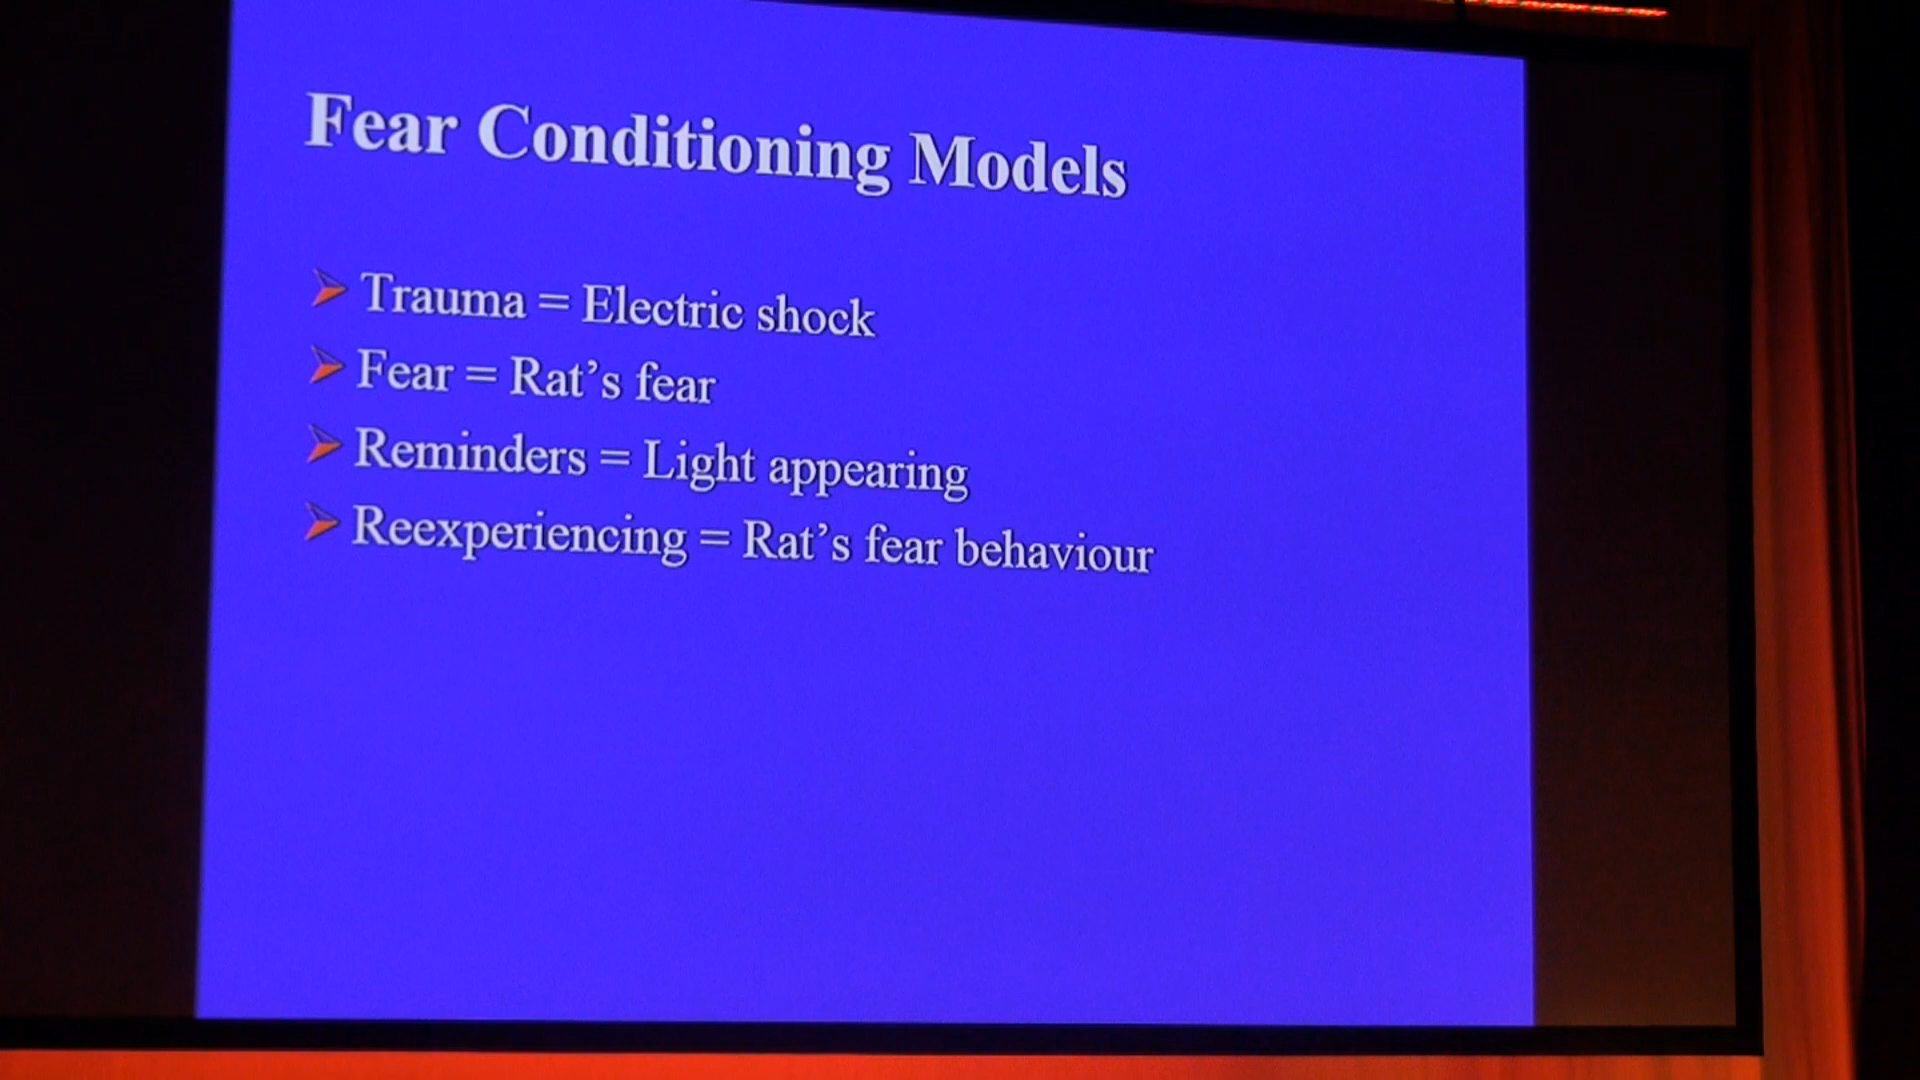 Fear Conditioning Models
Trauma = Electric shock
Fear = Rat’s fear
Reminders = Light appearing
Reexperiencing = Rat’s fear behaviour